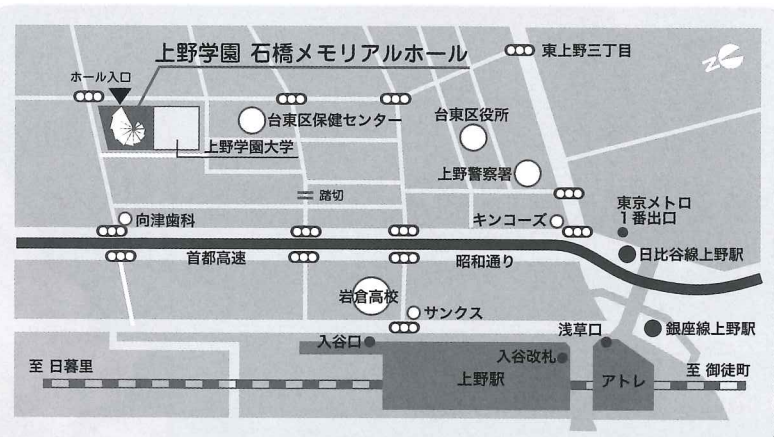 上野学園 石橋メモリアルホール
東上野三丁目
N
ホール入口
台東区保健センター
台東区役所
上野学園大学
上野警察署
踏切
向津歯科
キンコーズ
東京メトロ
1番出口
首都高速
昭和通り
日比谷線上野駅
岩倉高校
サンクス
入谷口
浅草口
銀座線上野駅
入谷改札
至 日暮里
上野駅
アトレ
至 御徒町